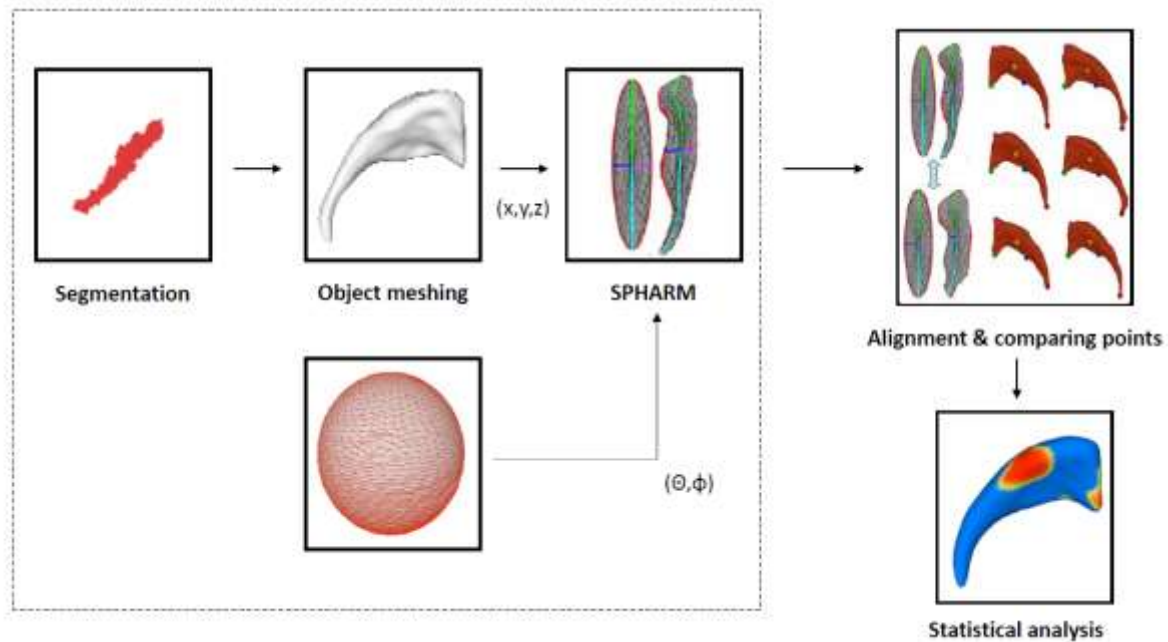 Segmentation
Object meshing
(x,y,z)
SPHARM
(Θ,ϕ)
Alignment & comparing points
Statistical analysis